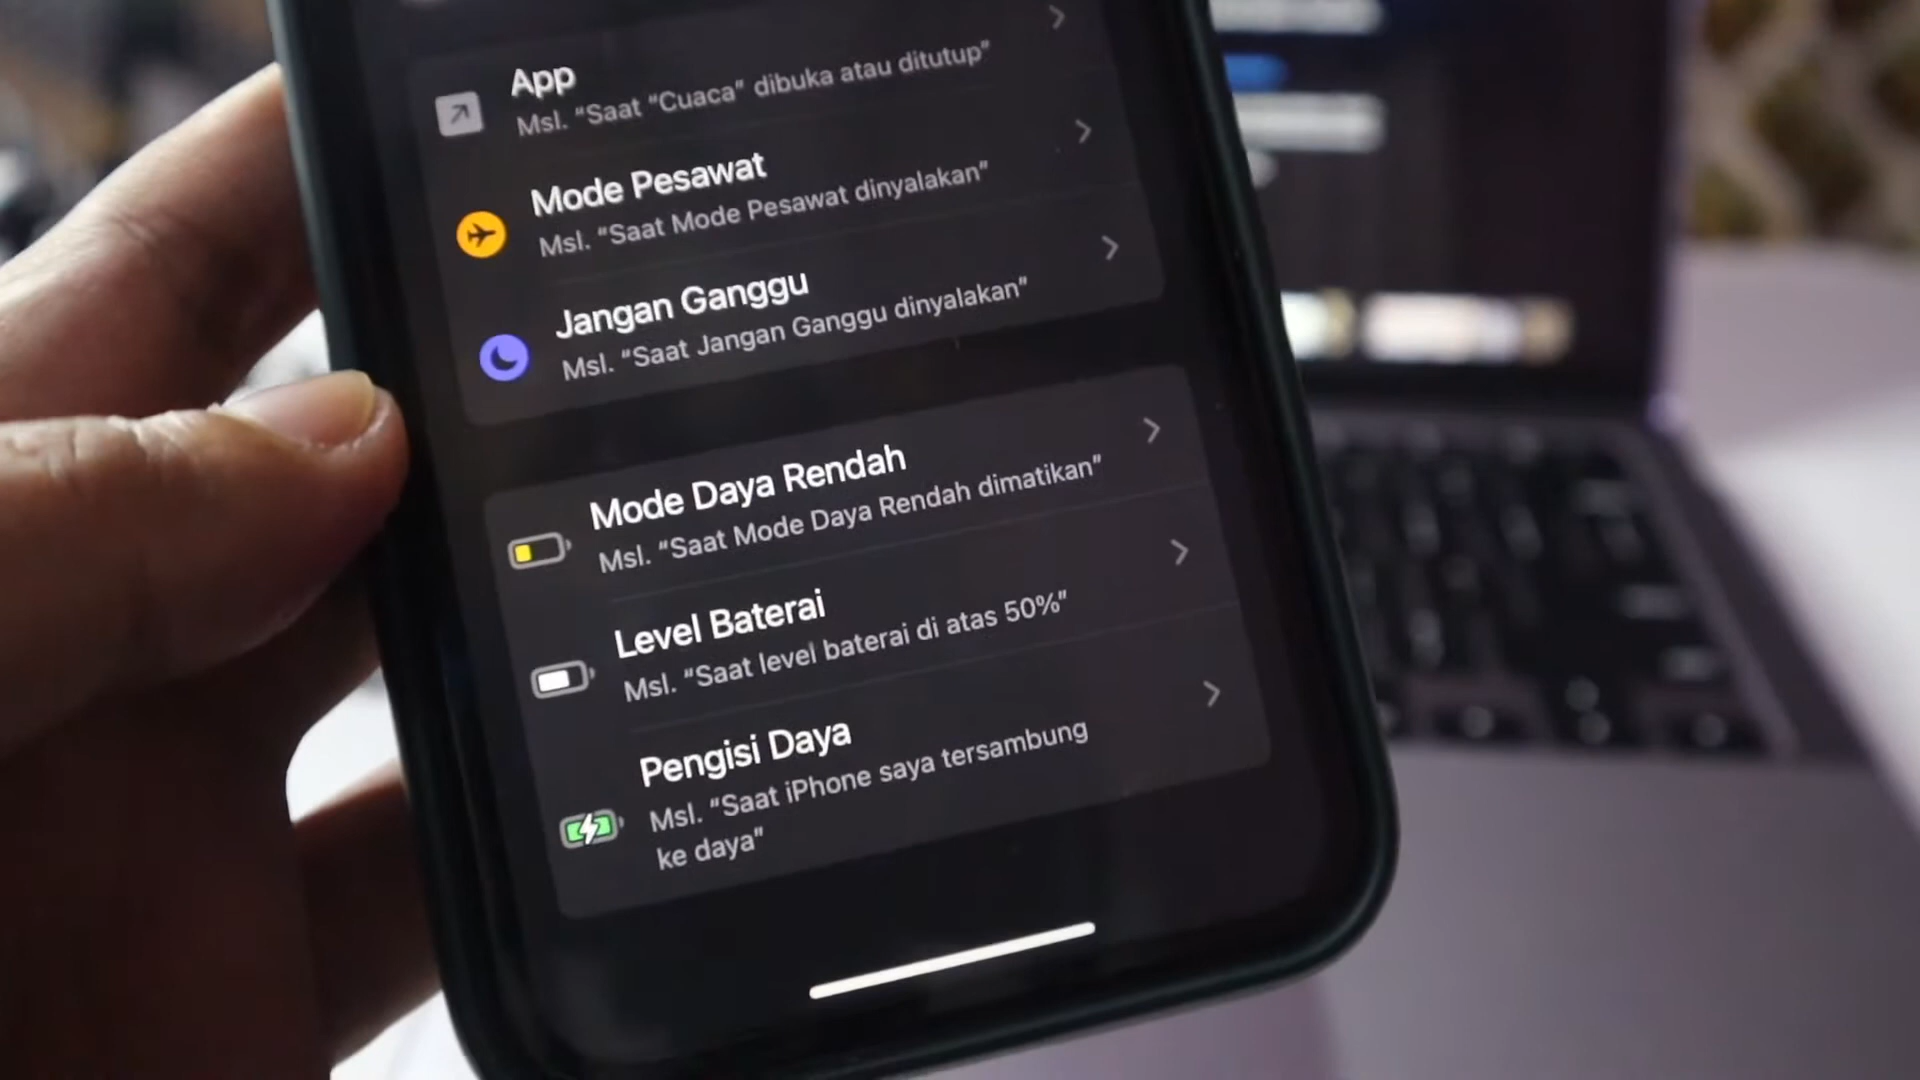 App
Msl. “Saat “Cuaca” dibuka atau ditutup”
Mode Pesawat
Msl. “Saat Mode Pesawat dinyalakan”
Jangan Ganggu
Msl. “Saat Jangan Ganggu dinyalakan”
Mode Daya Rendah
Msl. “Saat Mode Daya Rendah dimatikan”
Level Baterai
Msl. “Saat level baterai di atas 50%”
Pengisi Daya
Msl. “Saat iPhone saya tersambung
ke daya”